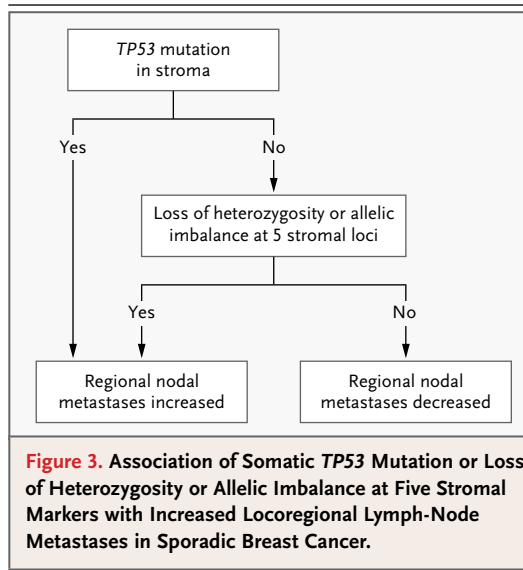 TP53 mutation
in stroma
Yes
No
Loss of heterozygosity or allelic
imbalance at 5 stromal loci
Yes
No
Regional nodal
metastases increased
Regional nodal
metastases decreased
Figure 3. Association of Somatic TP53 Mutation or Loss
of Heterozygosity or Allelic Imbalance at Five Stromal
Markers with Increased Locoregional Lymph-Node
Metastases in Sporadic Breast Cancer.